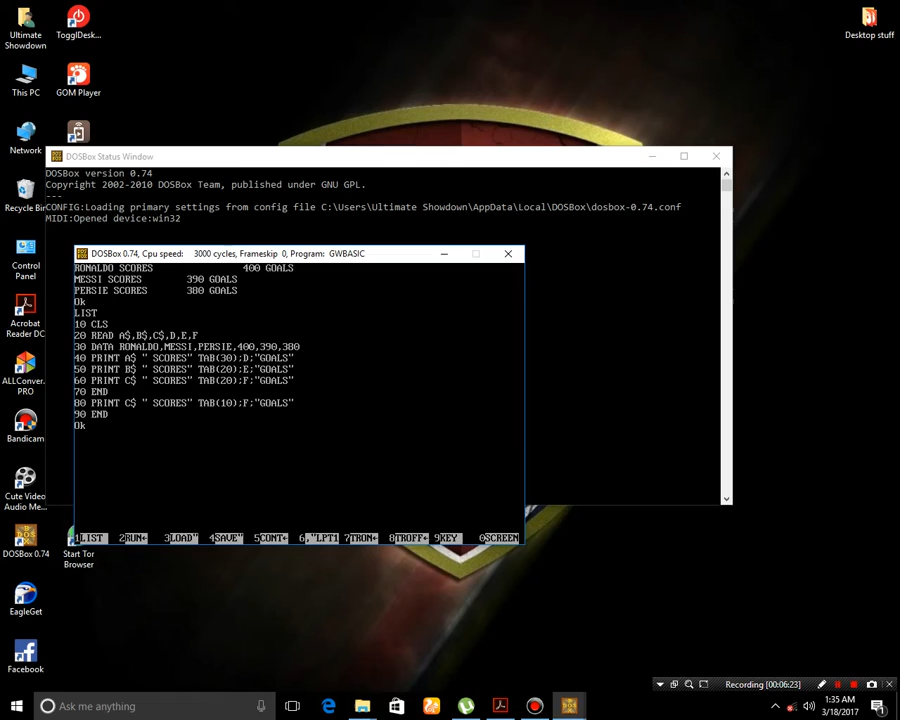 Ultimate Showdown
ToggIDesk...
Desktop stuff
This PC
GOM Player
Network
Recycle Bin
Control Panel
Acrobat Reader DC
ALLConver... PRO
Bandicam
Cute Video Audio Me...
DOSBox 0.74
Start Tor Browser
EagleGet
Facebook
DOSBox Status Window
DOSBox version 0.74
Copyright 2002-2010 DOSBox Team, published under GNU GPL.
---
CONFIG:Loading primary settings from config file C:\Users\Ultimate Showdown\AppData\Local\DOSBox\dosbox-0.74.conf
MIDI:Opened device:win32
DOSBox 0.74, Cpu speed: 3000 cycles, Frameskip 0, Program: GWBASIC
RONALDO SCORES 400 GOALS
MESSI SCORES 390 GOALS
PERSIE SCORES 380 GOALS
Ok
LIST
10 CLS
20 READ A$,B$,C$,D,E,F
30 DATA RONALDO,MESSI,PERSIE,400,390,380
40 PRINT A$ " SCORES" TAB(30);D;"GOALS"
50 PRINT B$ " SCORES" TAB(20);E;"GOALS"
60 PRINT C$ " SCORES" TAB(20);F;"GOALS"
70 END
80 PRINT C$ " SCORES" TAB(10);F;"GOALS"
90 END
Ok
1LIST 2RUN← 3LOAD" 4SAVE" 5CONT← 6,"LPT1 7TRON← 8TROFF← 9KEY 0SCREEN
Recording [00:06:23]
Ask me anything
1:35 AM
3/18/2017
1